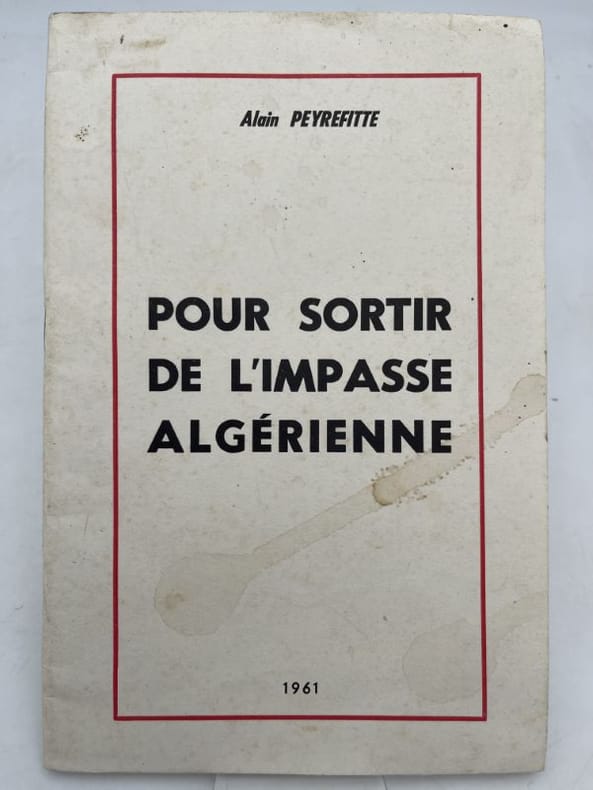 Alain PEYREFITTE
POUR SORTIR
DE L'IMPASSE
ALGÉRIENNE
1961